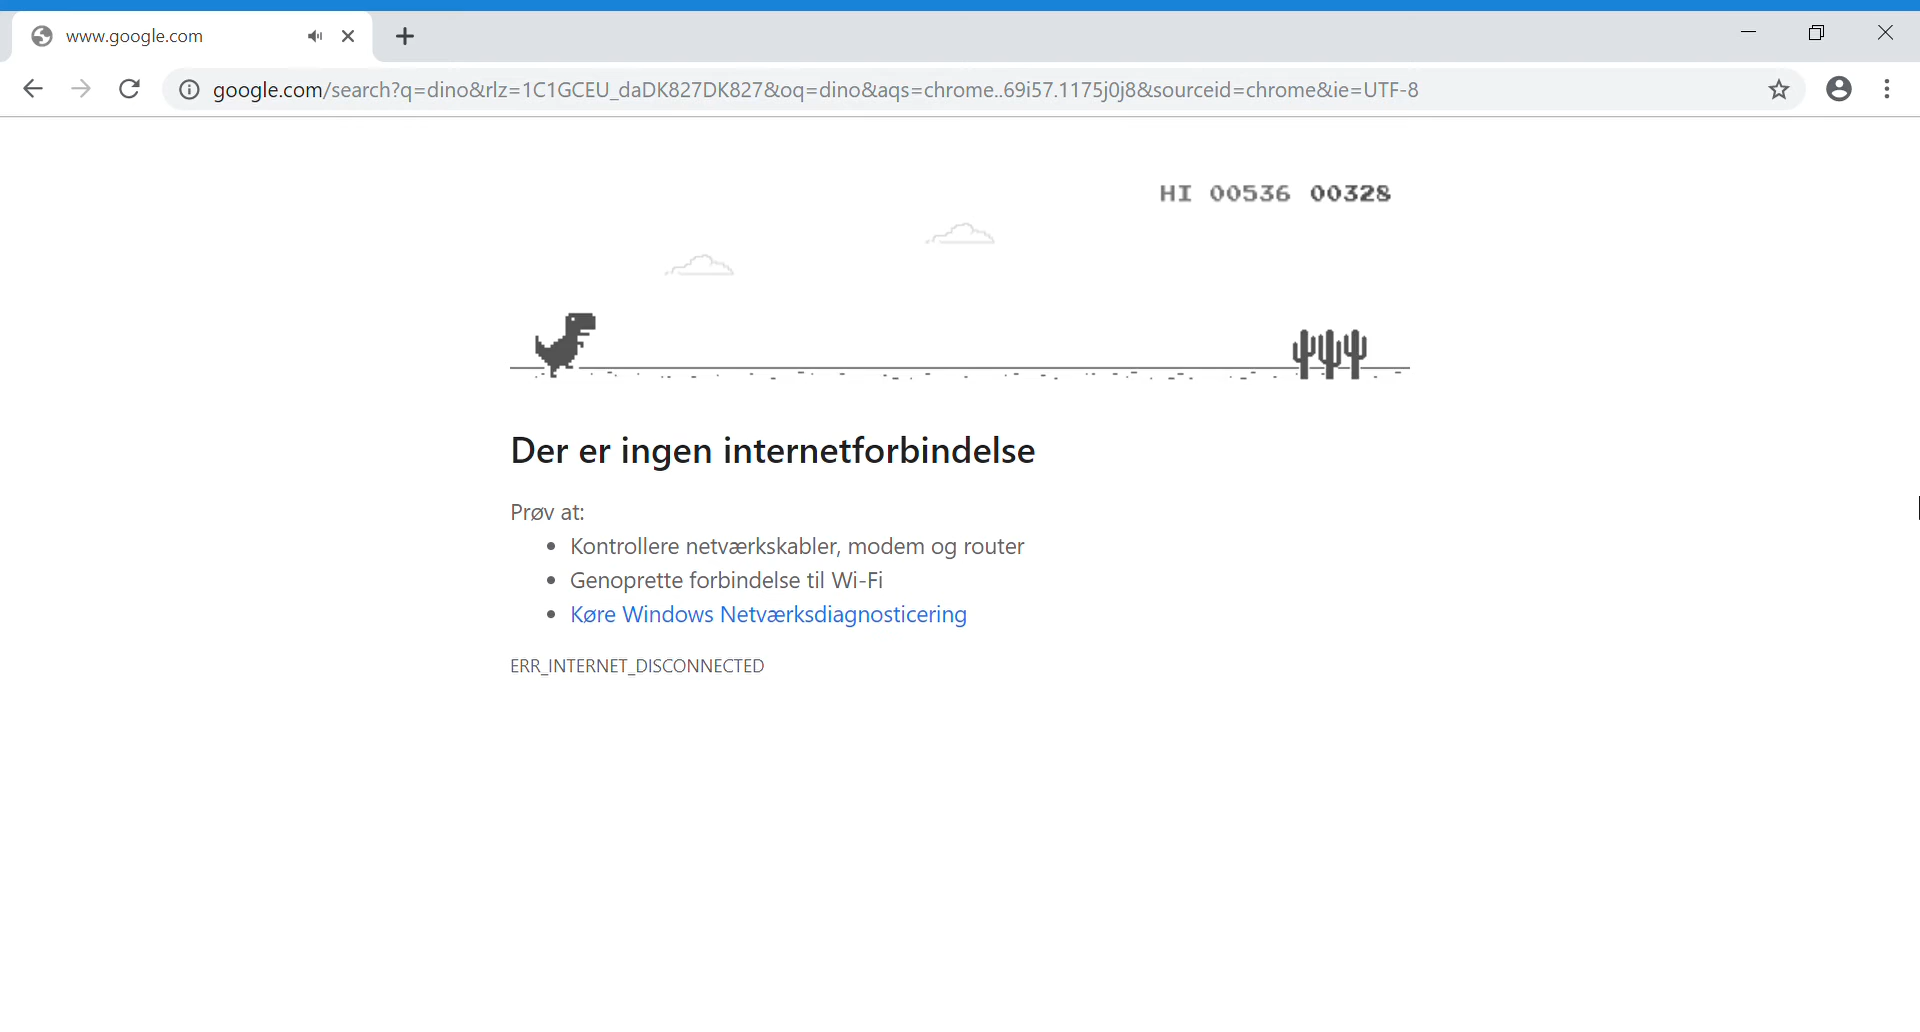 www.google.com
google.com/search?q=dino&rlz=1C1GCEU_daDK827DK827&oq=dino&aqs=chrome..69i57.1175j0j8&sourceid=chrome&ie=UTF-8
HI 00536 00328
Der er ingen internetforbindelse
Prøv at:
Kontrollere netværkskabler, modem og router
Genoprette forbindelse til Wi-Fi
Køre Windows Netværksdiagnosticering
ERR_INTERNET_DISCONNECTED